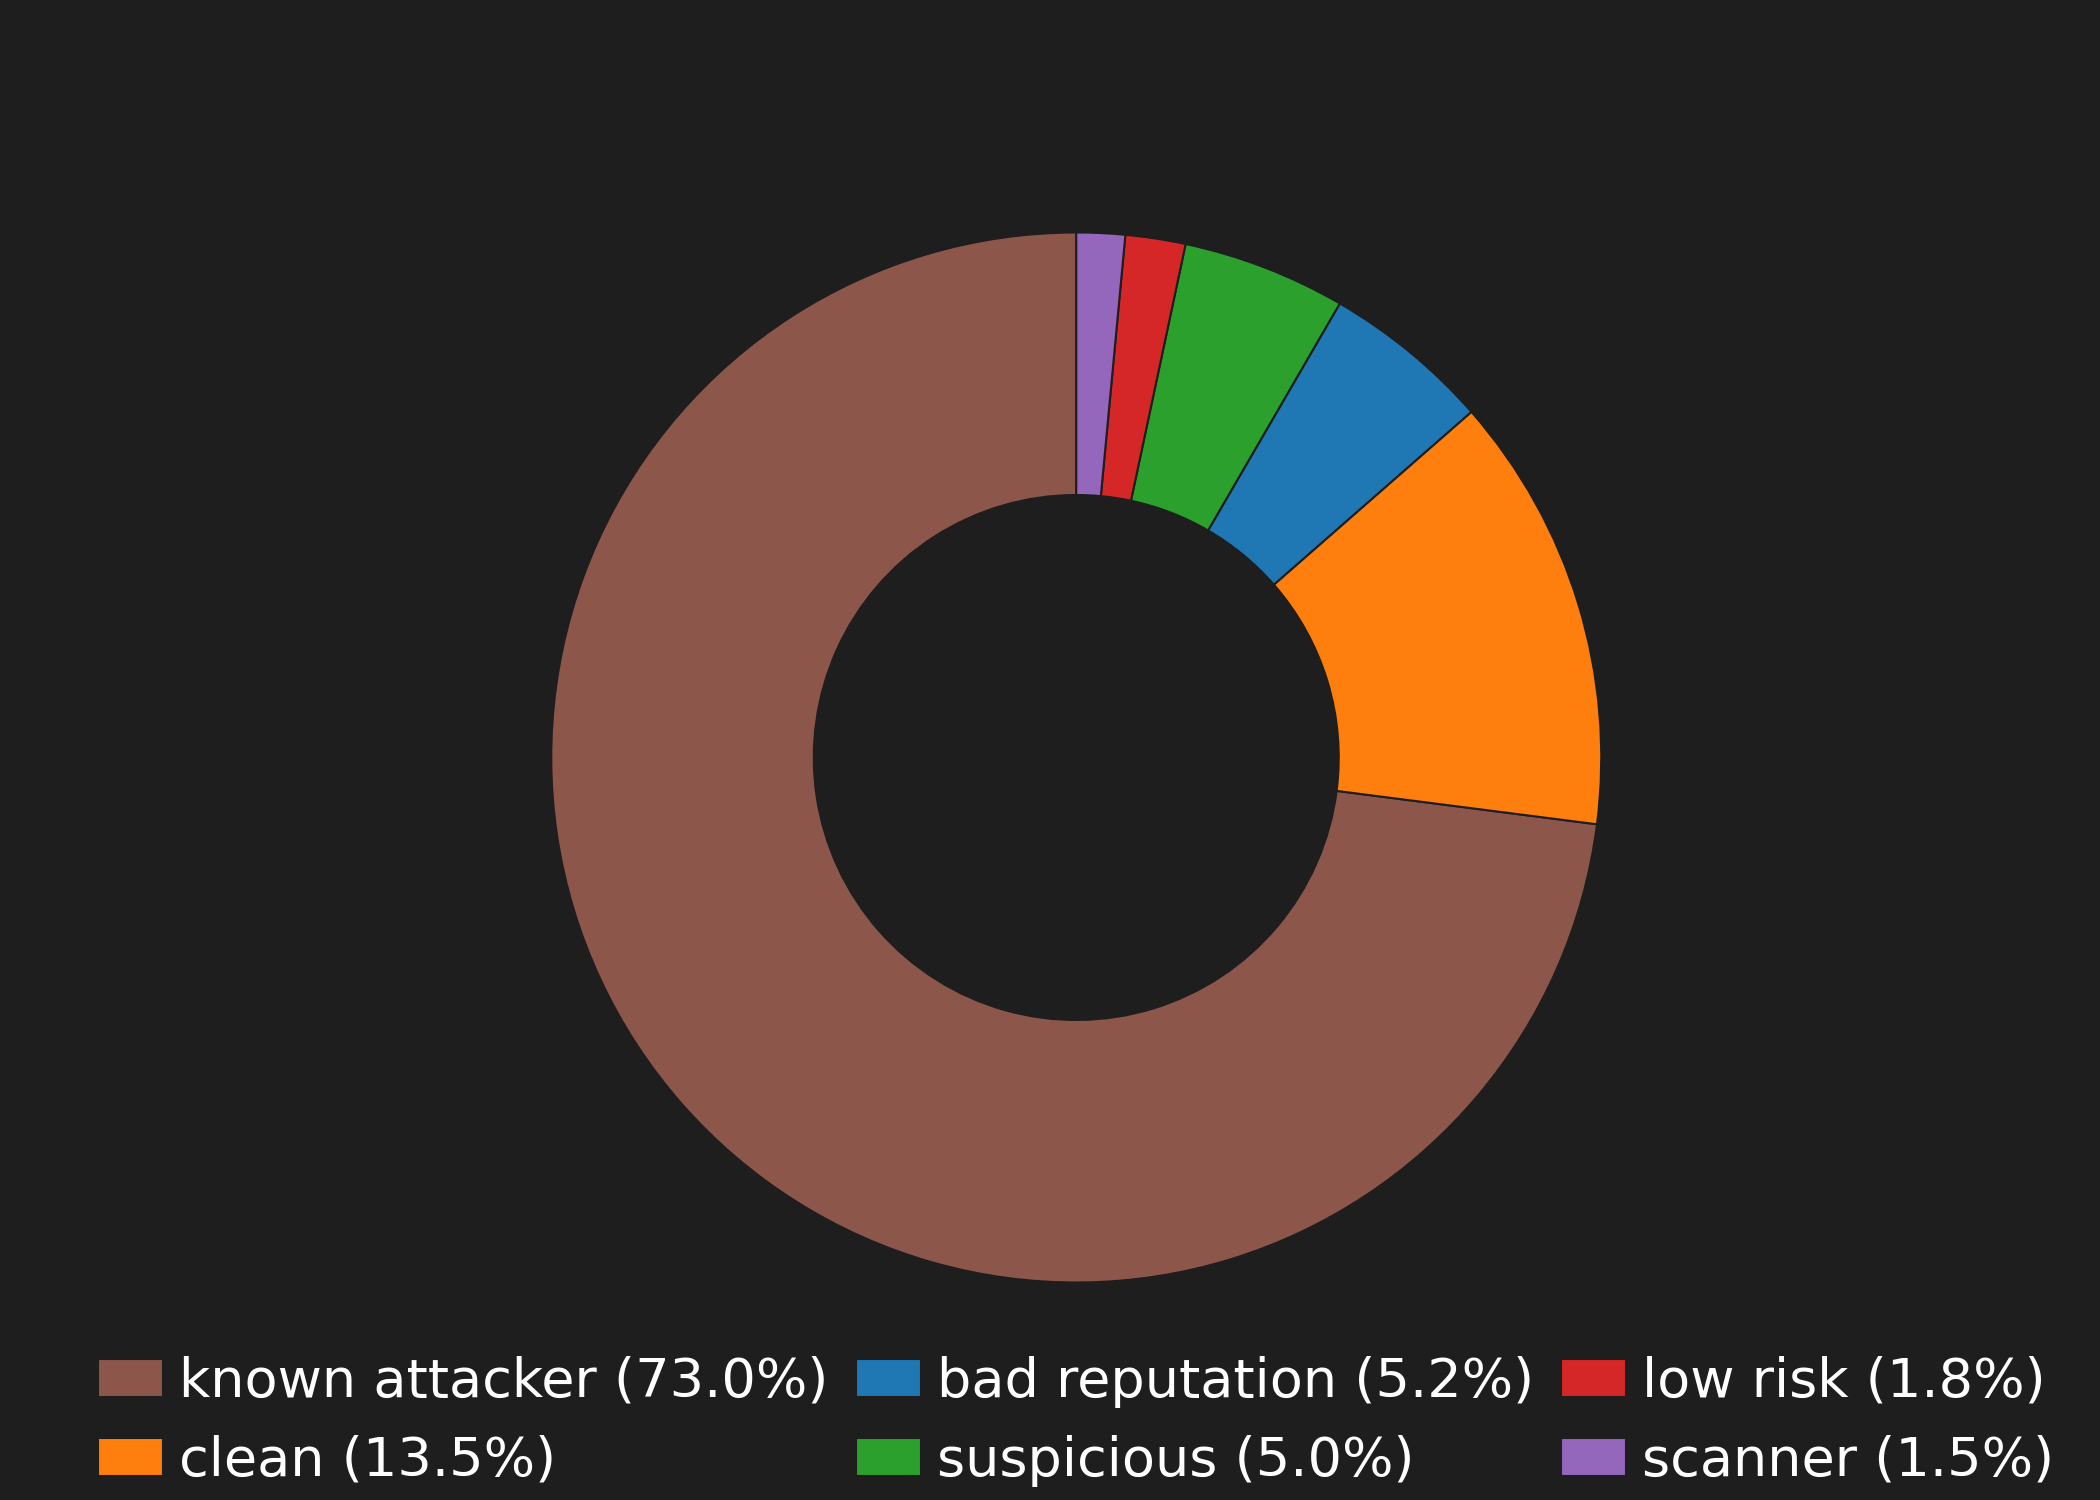 known attacker (73.0%) bad reputation (5.2%) low risk (1.8%)
clean (13.5%) suspicious (5.0%) scanner (1.5%)